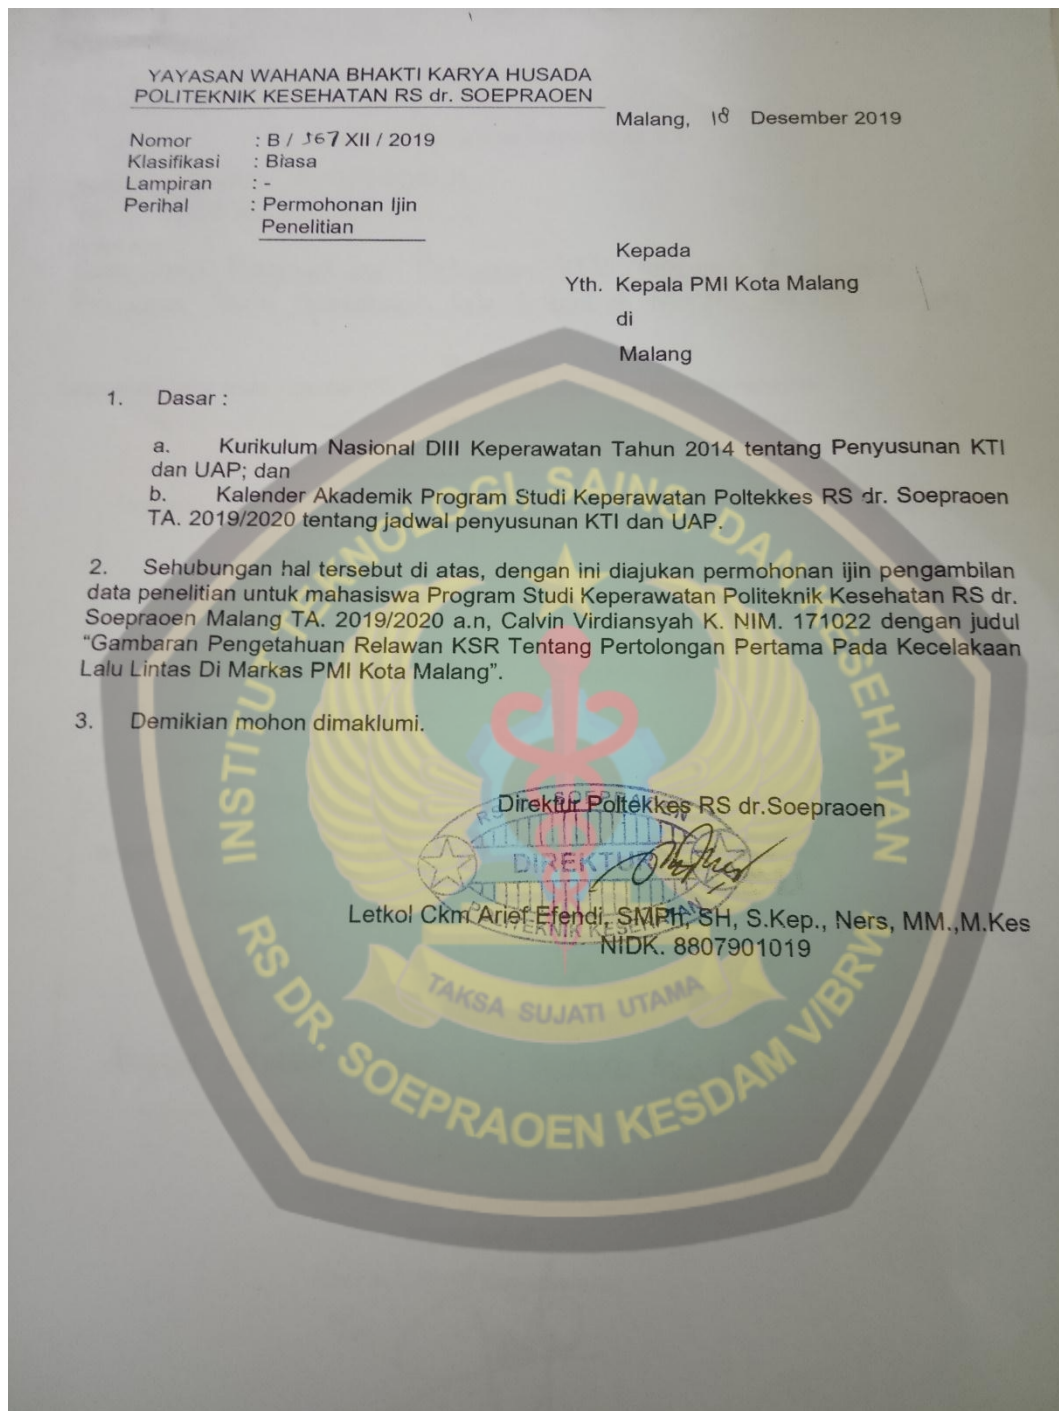 YAYASAN WAHANA BHAKTI KARYA HUSADA
POLITEKNIK KESEHATAN RS dr. SOEPRAOEN
Malang, 18 Desember 2019
Nomor : B / 567 XII / 2019
Klasifikasi : Biasa
Lampiran : -
Perihal : Permohonan Ijin
Penelitian
Kepada
Yth. Kepala PMI Kota Malang
di
Malang
1. Dasar :
a. Kurikulum Nasional DIII Keperawatan Tahun 2014 tentang Penyusunan KTI
dan UAP; dan
b. Kalender Akademik Program Studi Keperawatan Poltekkes RS dr. Soepraoen
TA. 2019/2020 tentang jadwal penyusunan KTI dan UAP.
2. Sehubungan hal tersebut di atas, dengan ini diajukan permohonan ijin pengambilan
data penelitian untuk mahasiswa Program Studi Keperawatan Politeknik Kesehatan RS dr.
Soepraoen Malang TA. 2019/2020 a.n, Calvin Virdiansyah K. NIM. 171022 dengan judul
“Gambaran Pengetahuan Relawan KSR Tentang Pertolongan Pertama Pada Kecelakaan
Lalu Lintas Di Markas PMI Kota Malang”.
3. Demikian mohon dimaklumi.
Direktur Poltekkes RS dr.Soepraoen
RS SOEPRAOEN
DIREKTUR
POLITEKNIK KESEHATAN
Letkol Ckm Arief Efendi, SMPh, SH, S.Kep., Ners, MM.,M.Kes
NIDK. 8807901019
INSTITUT TEKNOLOGI, SAINS, DAN KESEHATAN
TAKSA SUJATI UTAMA
RS DR. SOEPRAOEN KESDAM V/BRW